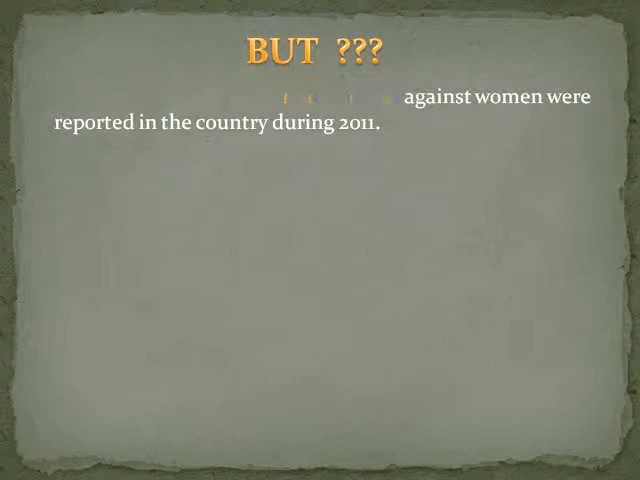 BUT ???
against women were
reported in the country during 2011.